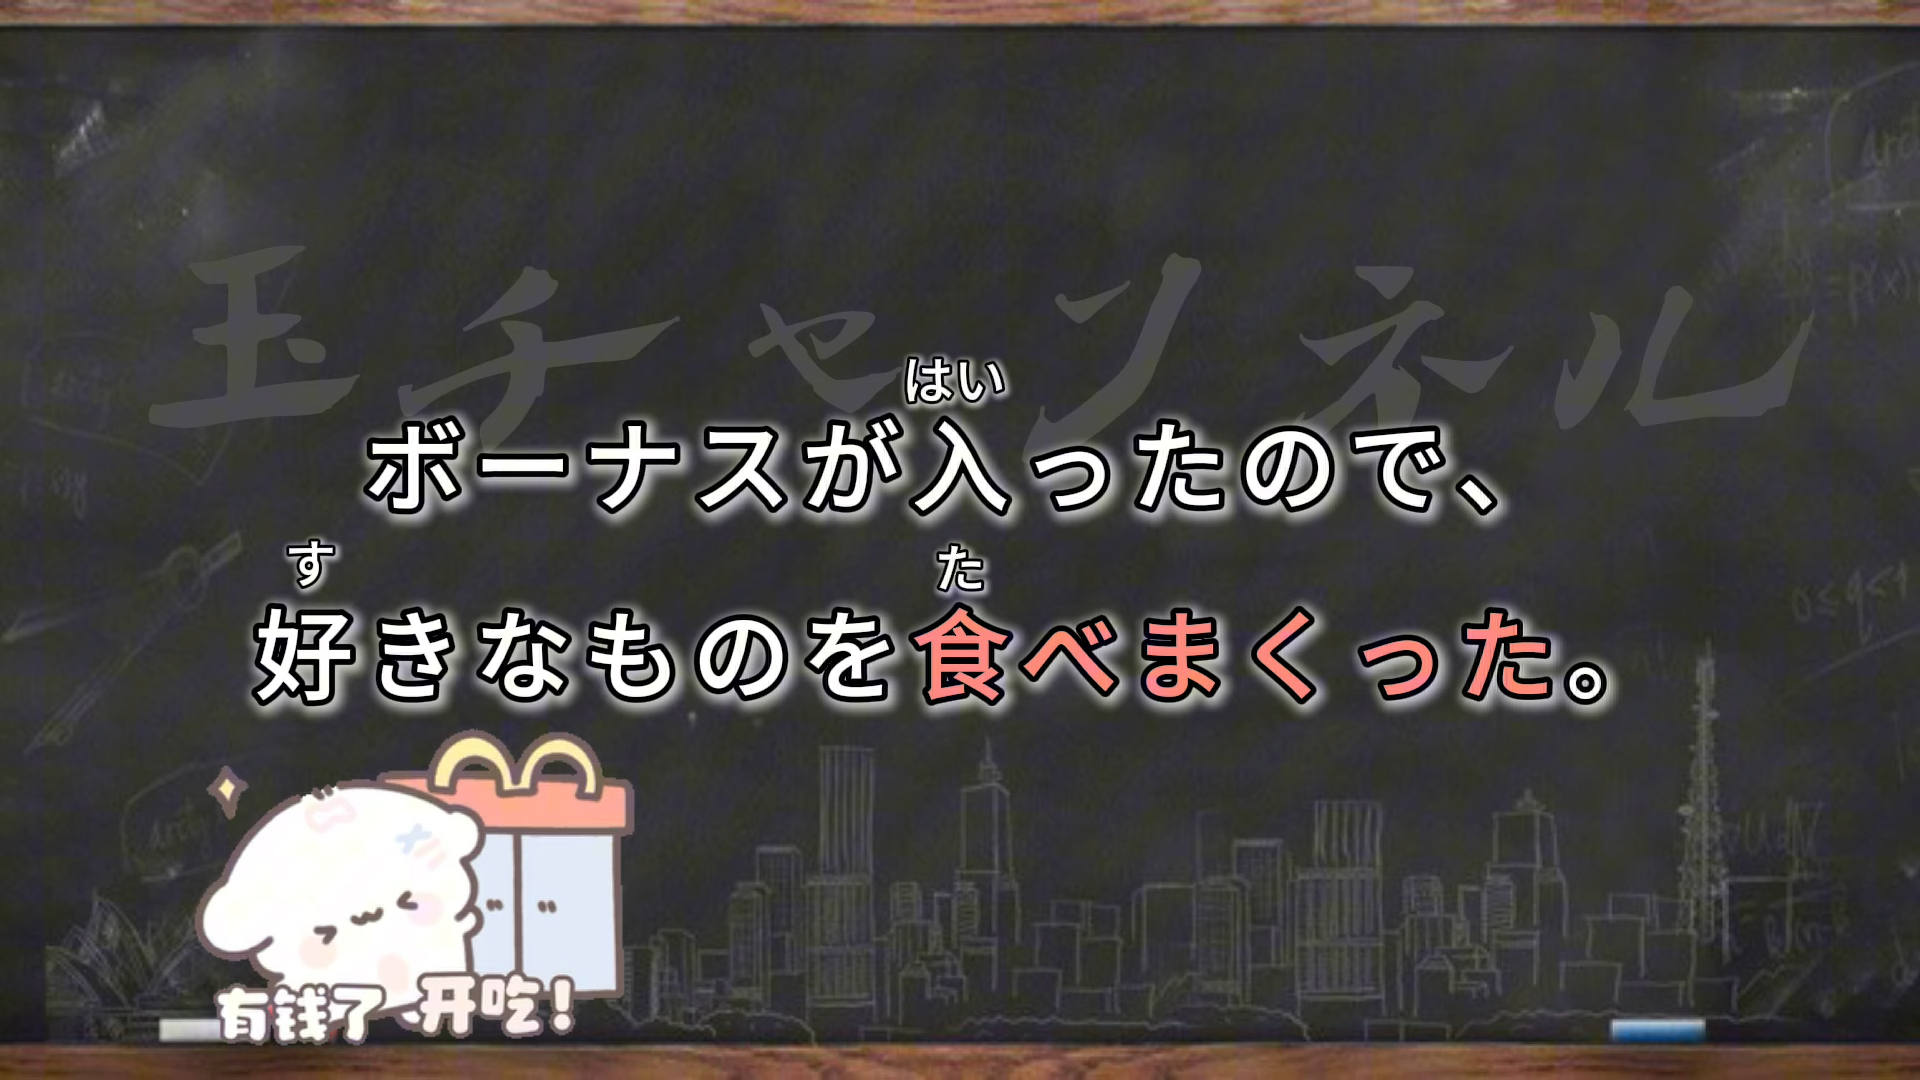 玉チャンネル
はい
ボーナスが入ったので、
す た
好きなものを食べまくった。
有钱了 开吃!